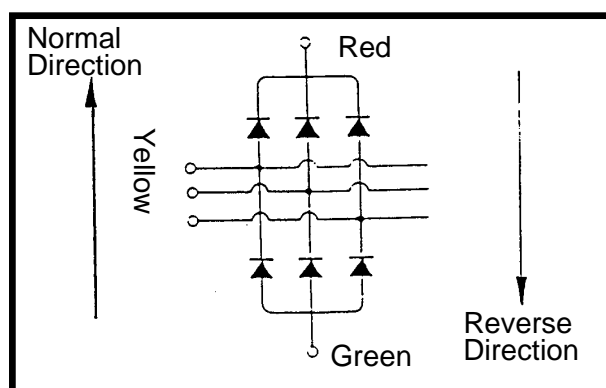 Normal
Direction
Red
Yellow
Green
Reverse
Direction